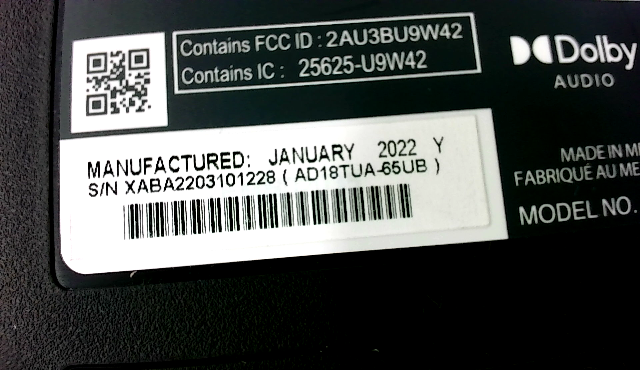 Contains FCC ID : 2AU3BU9W42
Contains IC : 25625-U9W42
Dolby
AUDIO
MANUFACTURED: JANUARY 2022 Y
S/N XABA2203101228 ( AD18TUA-65UB )
MADE IN ME
FABRIQUÉ AU ME
MODEL NO.